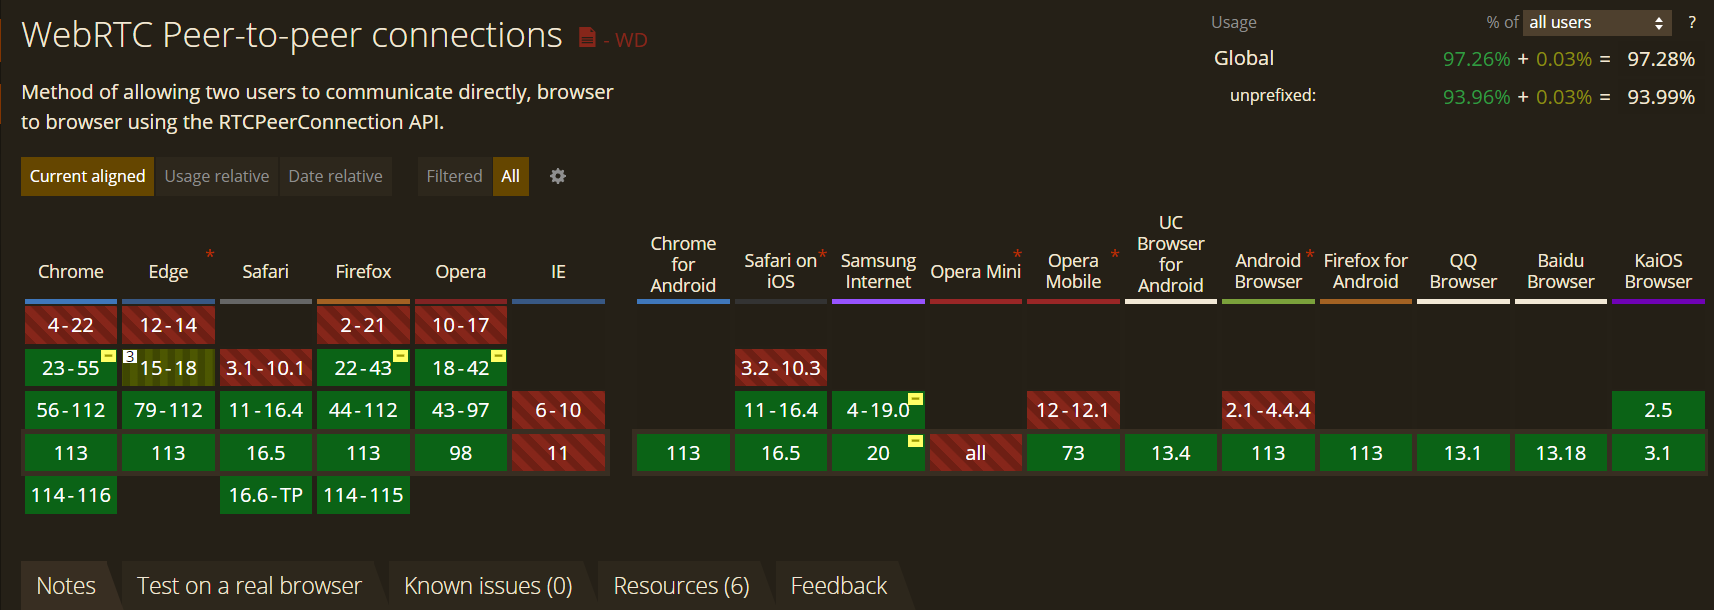 WebRTC Peer-to-peer connections - WD
Usage % of all users ?
Global 97.26% + 0.03% = 97.28%
unprefixed: 93.96% + 0.03% = 93.99%
Method of allowing two users to communicate directly, browser
to browser using the RTCPeerConnection API.
Current aligned Usage relative Date relative Filtered All
Chrome Edge * Safari Firefox Opera IE
Chrome for Android Safari on iOS * Samsung Internet Opera Mini * Opera Mobile * UC Browser for Android Android Browser * Firefox for Android QQ Browser Baidu Browser KaiOS Browser
4-22 12-14 2-21 10-17
23-55 3 15-18 3.1-10.1 22-43 18-42 3.2-10.3
56-112 79-112 11-16.4 44-112 43-97 6-10 11-16.4 4-19.0 12-12.1 2.1-4.4.4 2.5
113 113 16.5 113 98 11 113 16.5 20 all 73 13.4 113 113 13.1 13.18 3.1
114-116 16.6-TP 114-115
Notes Test on a real browser Known issues (0) Resources (6) Feedback